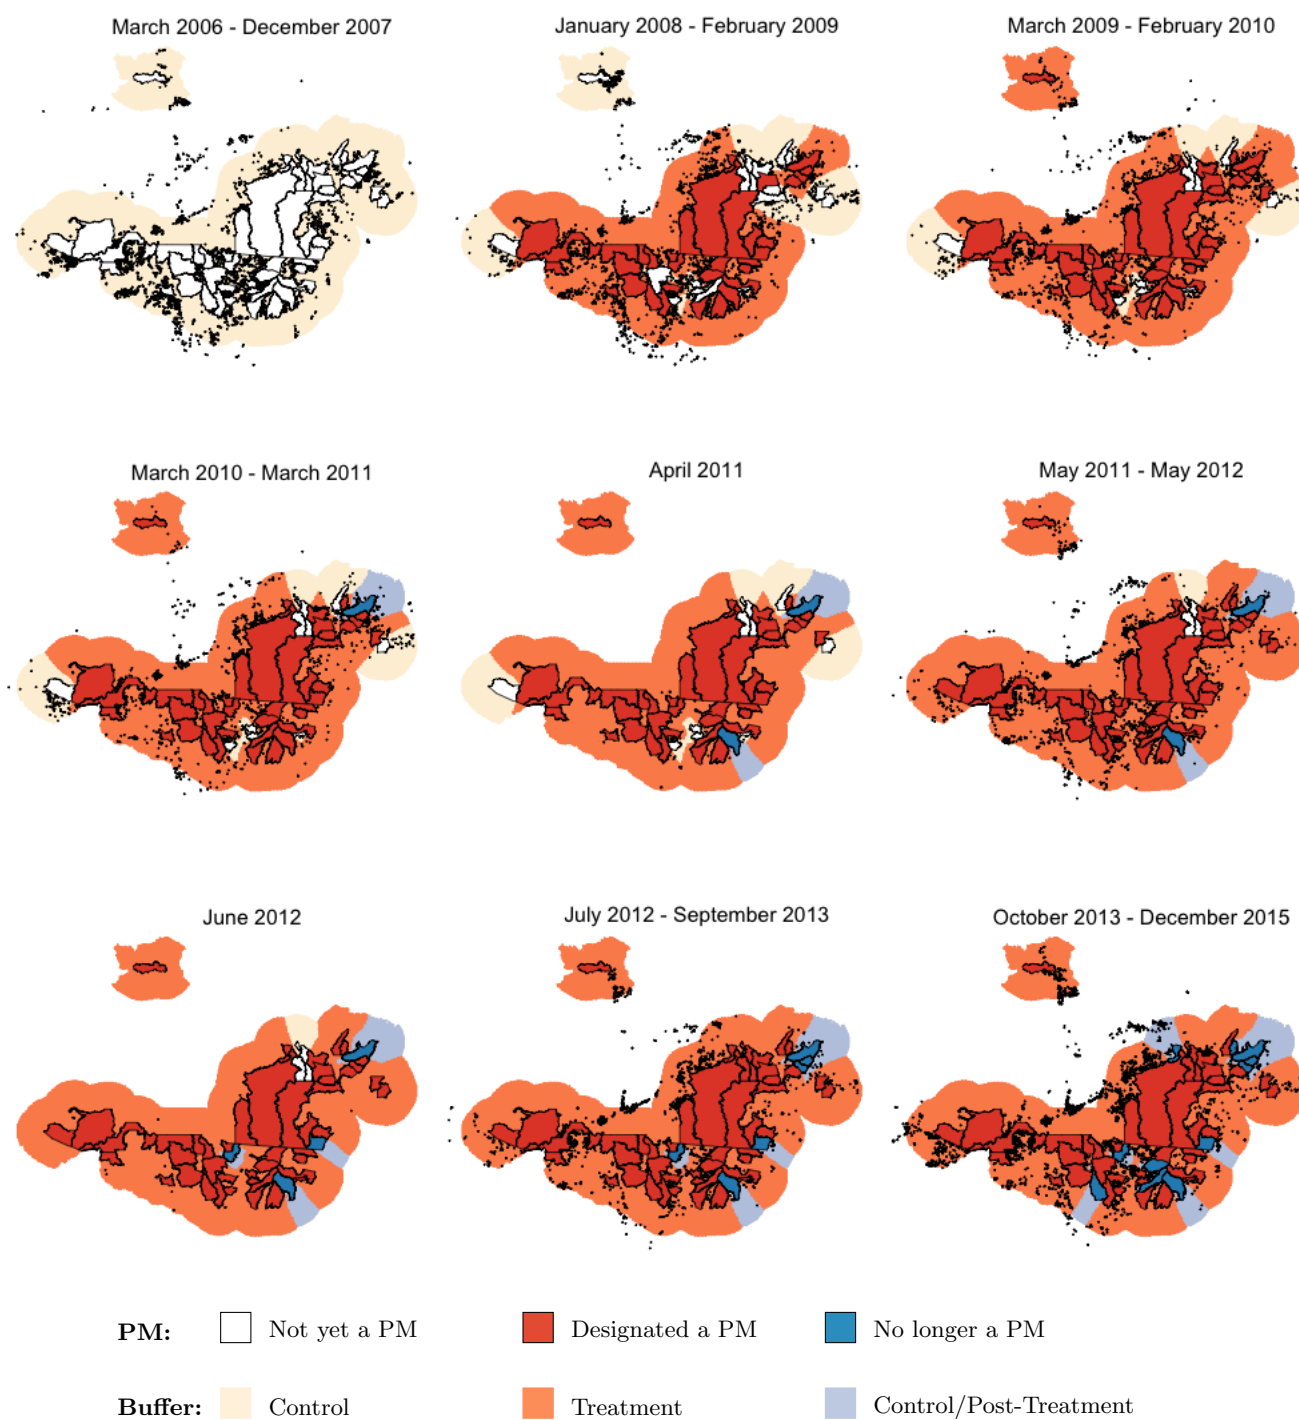 March 2006 - December 2007
January 2008 - February 2009
March 2009 - February 2010
March 2010 - March 2011
April 2011
May 2011 - May 2012
June 2012
July 2012 - September 2013
October 2013 - December 2015
PM: Not yet a PM Designated a PM No longer a PM
Buffer: Control Treatment Control/Post-Treatment